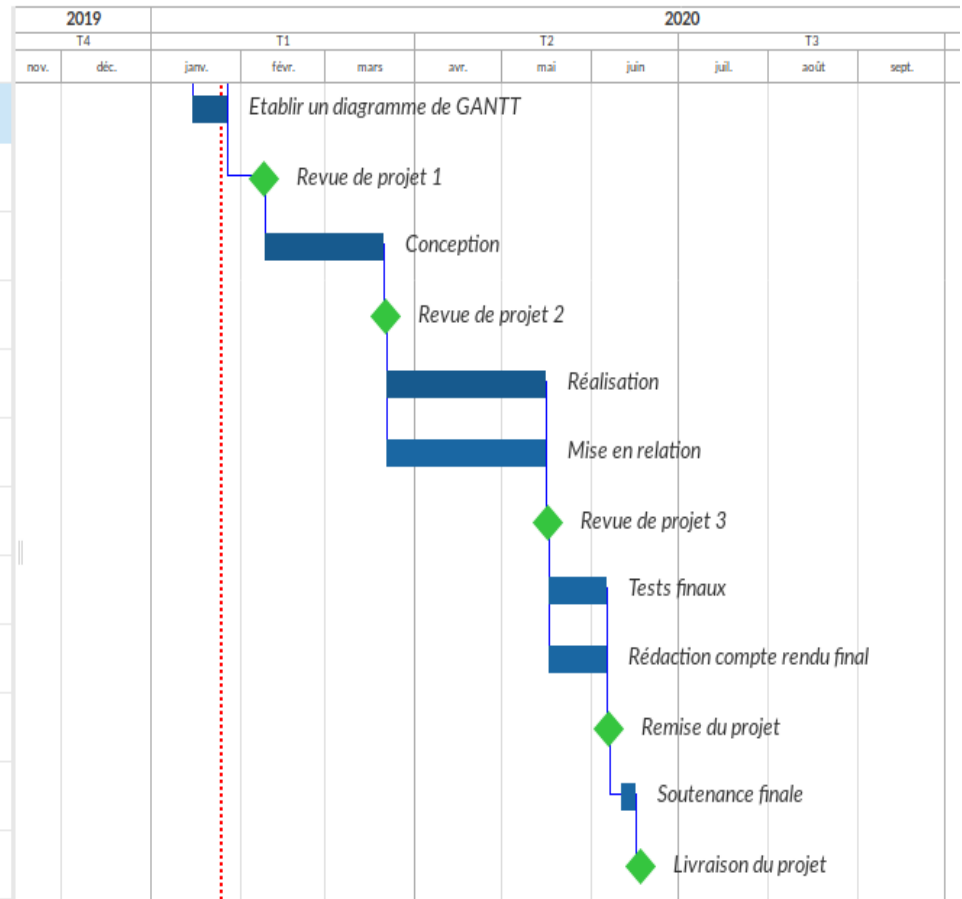 2019 2020
T4 T1 T2 T3
nov. déc. janv. févr. mars avr. mai juin juil. août sept.
Etablir un diagramme de GANTT
Revue de projet 1
Conception
Revue de projet 2
Réalisation
Mise en relation
Revue de projet 3
Tests finaux
Rédaction compte rendu final
Remise du projet
Soutenance finale
Livraison du projet